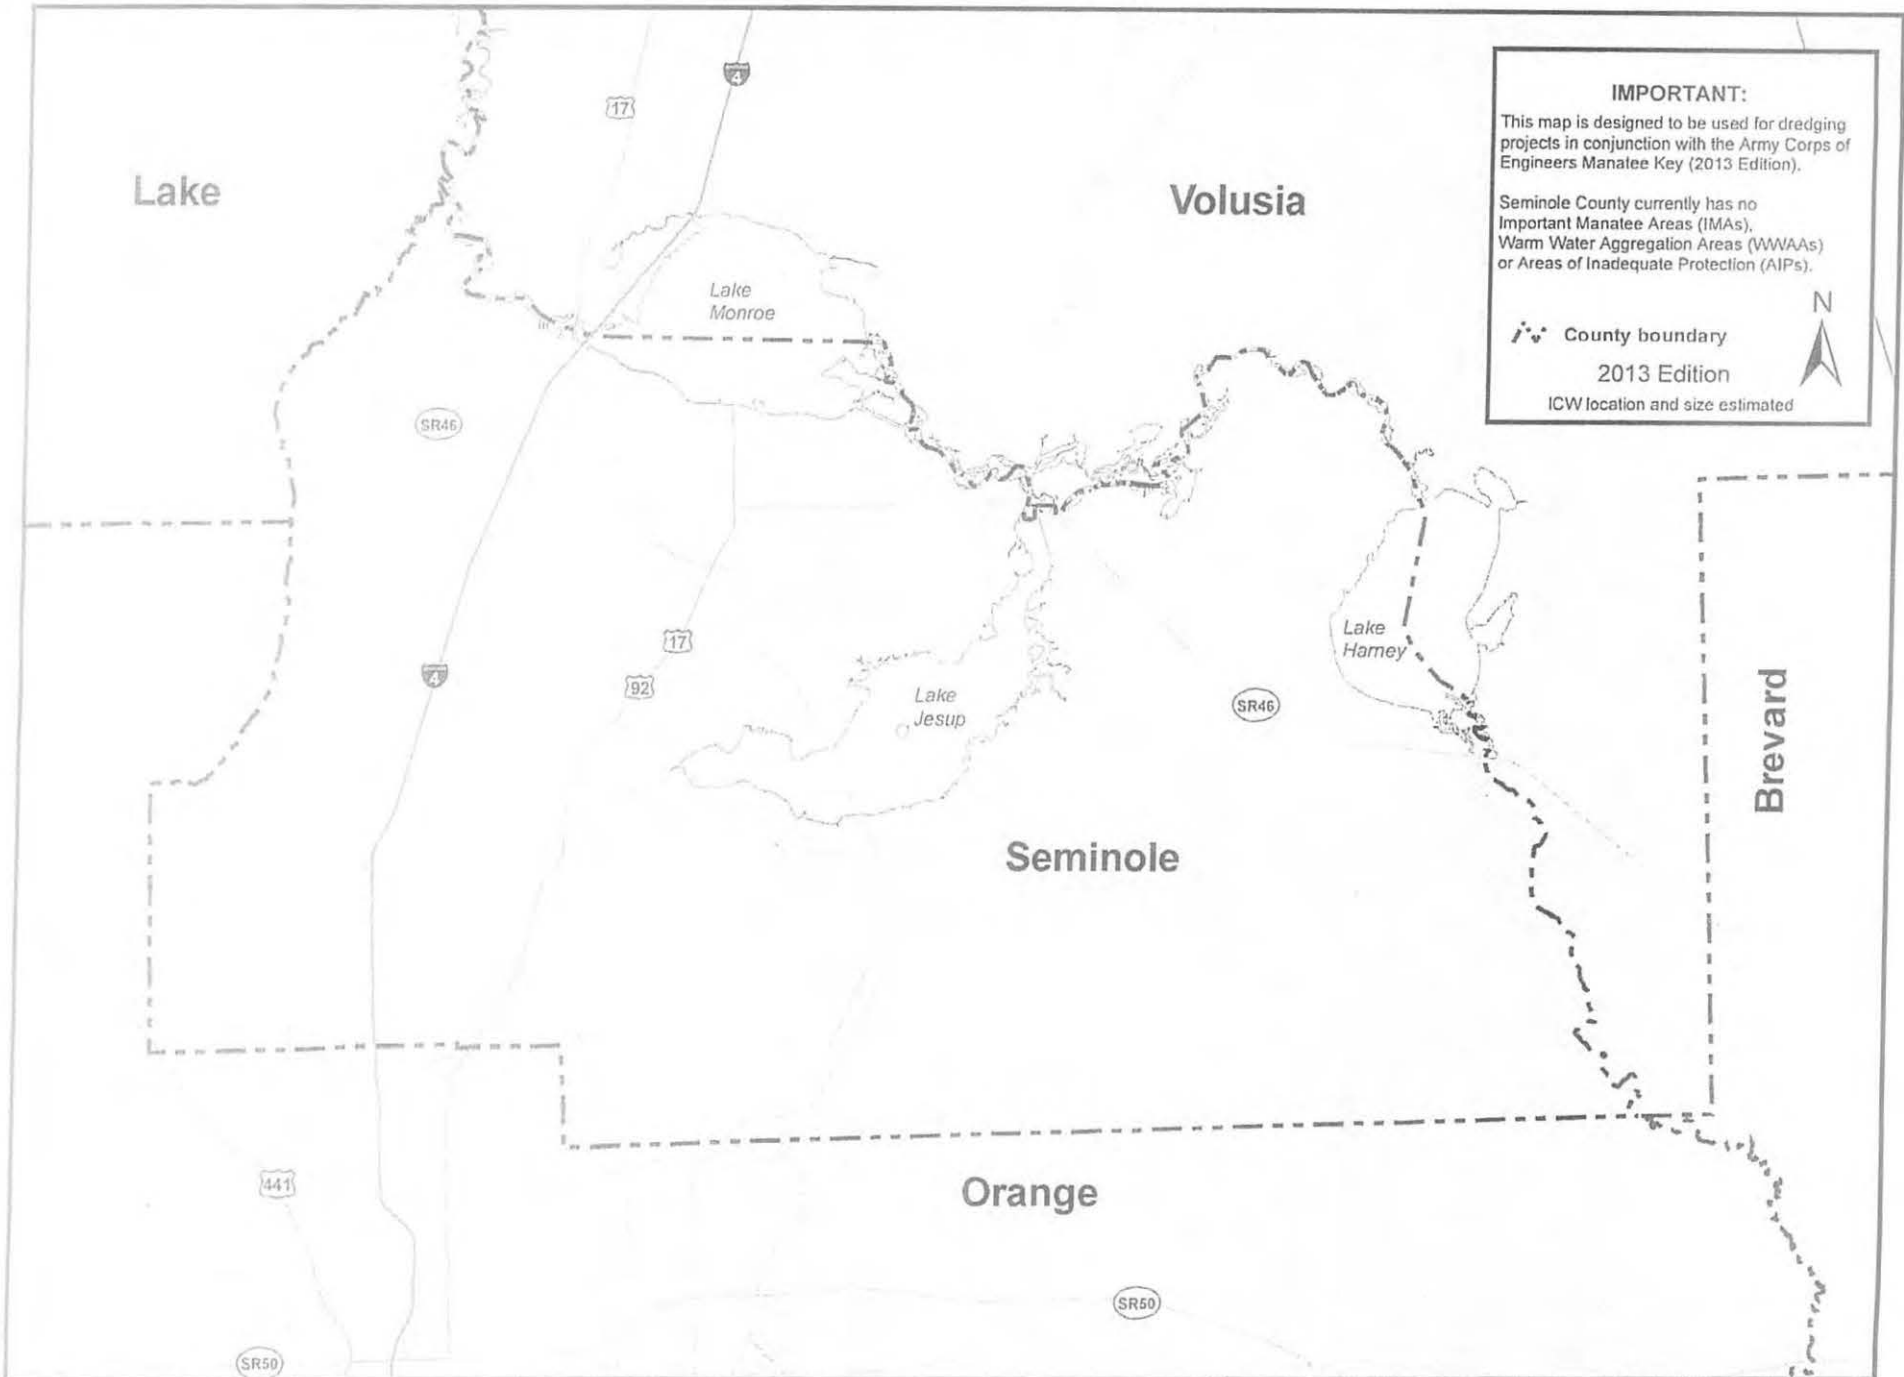 IMPORTANT:
This map is designed to be used for dredging
projects in conjunction with the Army Corps of
Engineers Manatee Key (2013 Edition).
Seminole County currently has no
Important Manatee Areas (IMAs),
Warm Water Aggregation Areas (WWAAs)
or Areas of Inadequate Protection (AIPs).
N
County boundary
2013 Edition
ICW location and size estimated
4
17
Lake
Volusia
Lake
Monroe
SR46
Lake
Harney
17
4
92
Lake
Jesup
SR46
Brevard
Seminole
441
Orange
SR50
SR50